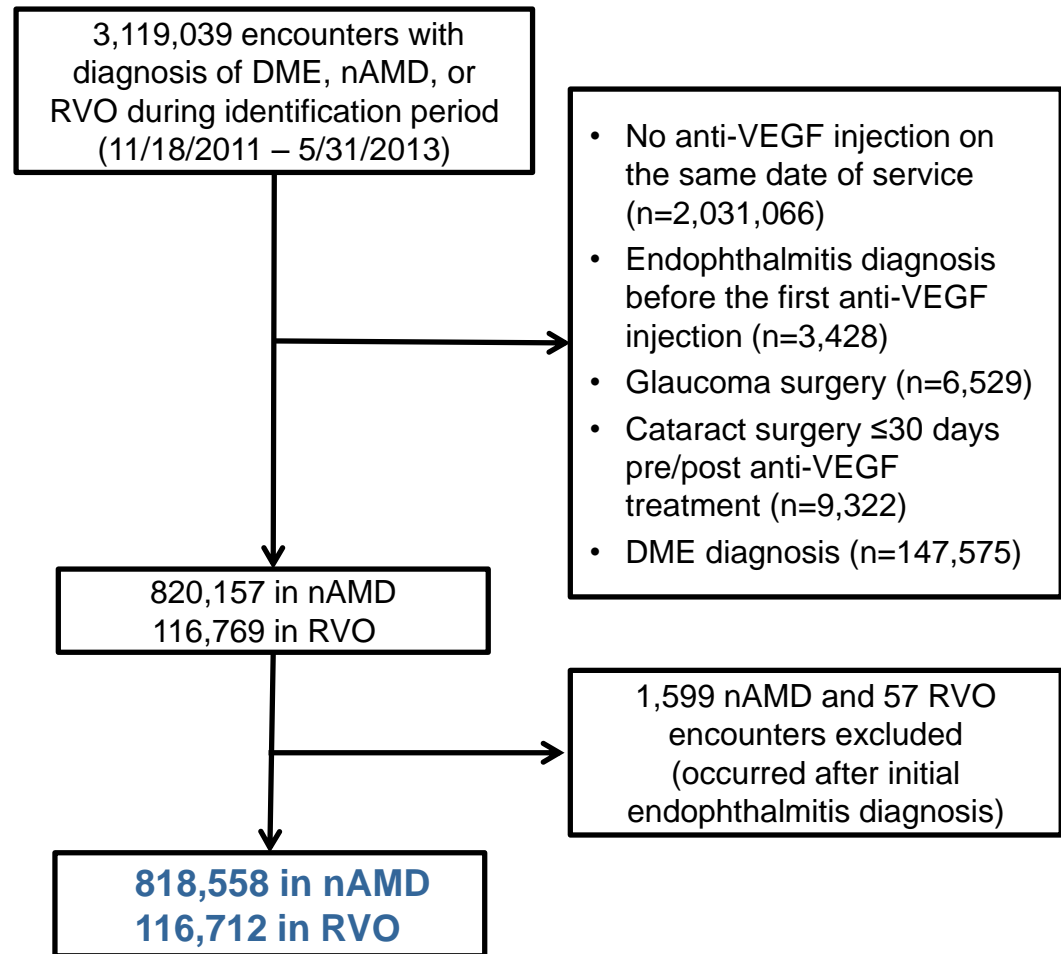 3,119,039 encounters with
diagnosis of DME, nAMD, or
RVO during identification period
(11/18/2011 – 5/31/2013)
• No anti-VEGF injection on
the same date of service
(n=2,031,066)
• Endophthalmitis diagnosis
before the first anti-VEGF
injection (n=3,428)
• Glaucoma surgery (n=6,529)
• Cataract surgery ≤30 days
pre/post anti-VEGF
treatment (n=9,322)
• DME diagnosis (n=147,575)
820,157 in nAMD
116,769 in RVO
1,599 nAMD and 57 RVO
encounters excluded
(occurred after initial
endophthalmitis diagnosis)
818,558 in nAMD
116,712 in RVO